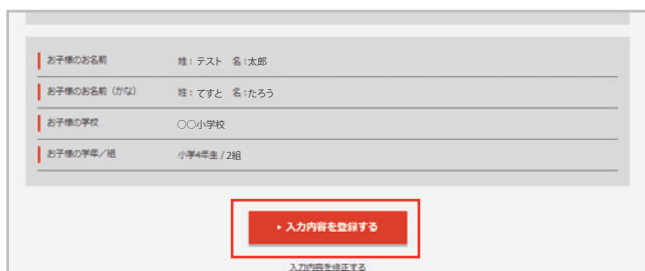 お子様のお名前 姓：テスト 名：太郎
お子様のお名前（かな） 姓：てすと 名：たろう
お子様の学校 〇〇小学校
お子様の学年／組 小学4年生 / 2組
入力内容を登録する
入力内容を修正する